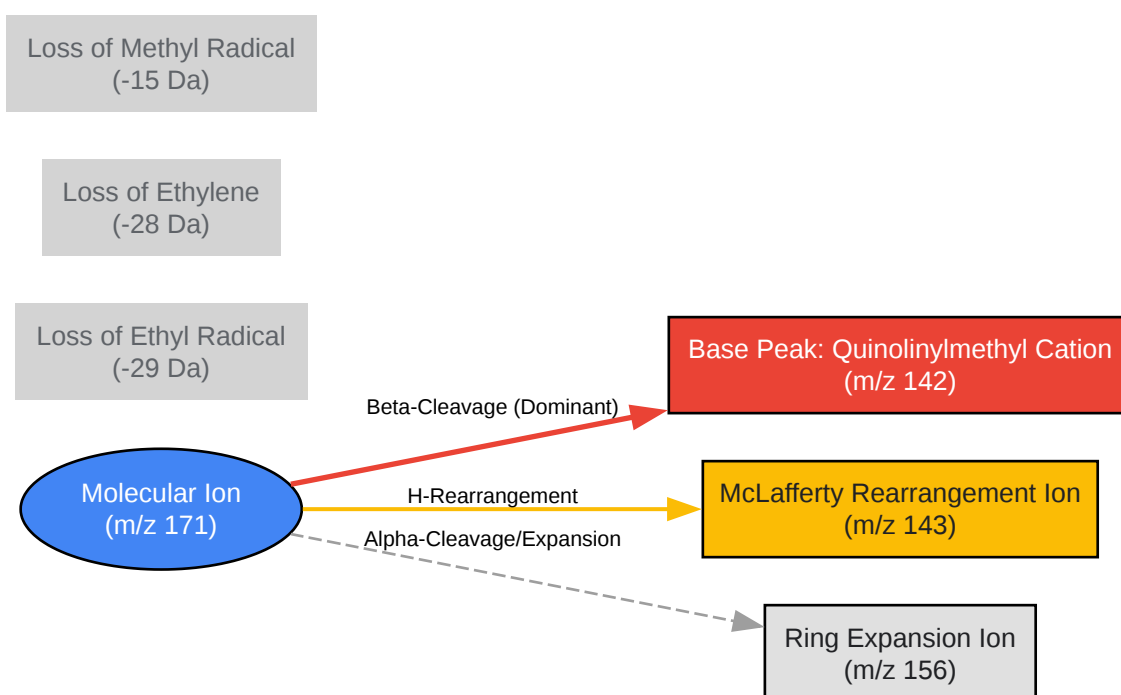 Loss of Methyl Radical
(-15 Da)
Loss of Ethylene
(-28 Da)
Loss of Ethyl Radical
(-29 Da)
Base Peak: Quinolinylmethyl Cation
(m/z 142)
Beta-Cleavage (Dominant)
Molecular Ion
(m/z 171)
H-Rearrangement
McLafferty Rearrangement Ion
(m/z 143)
Alpha-Cleavage/Expansion
Ring Expansion Ion
(m/z 156)